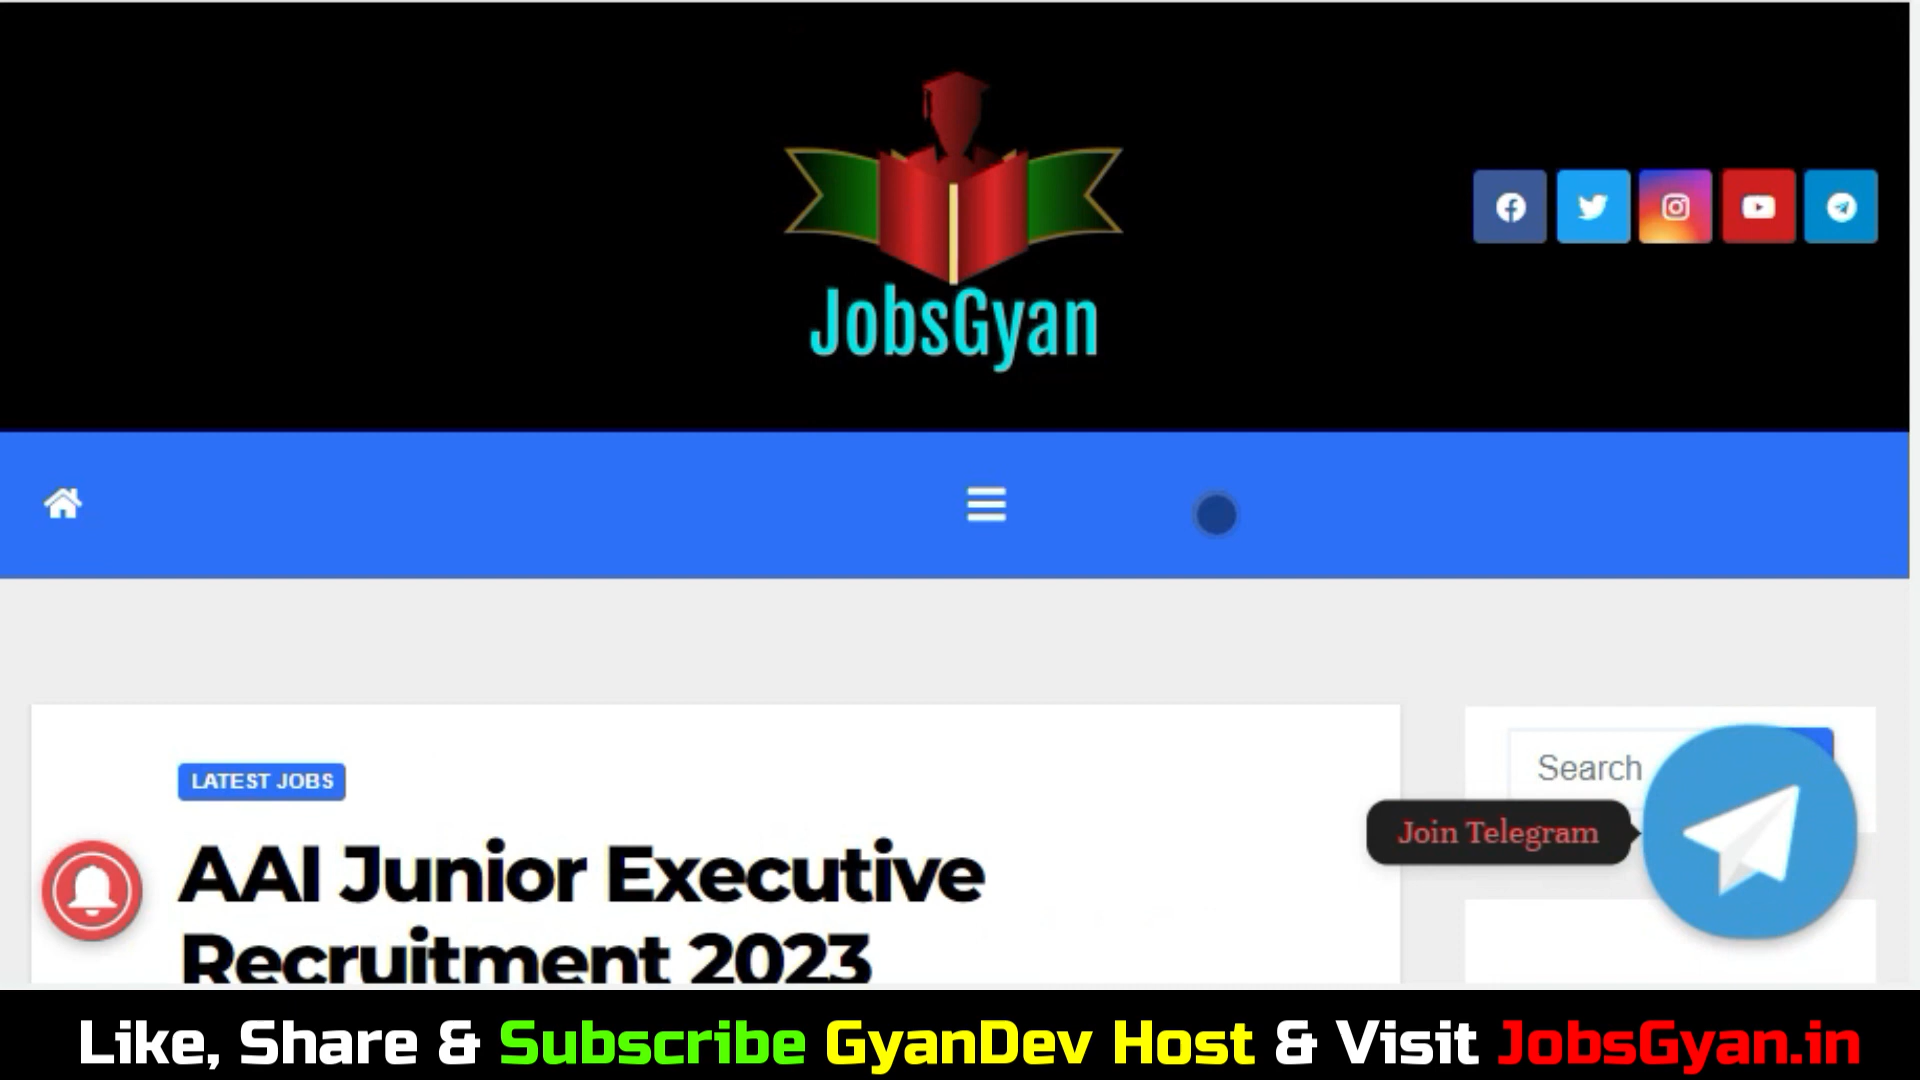 JobsGyan
LATEST JOBS
Search
AAI Junior Executive
Recruitment 2023
Join Telegram
Like, Share & Subscribe GyanDev Host & Visit JobsGyan.in